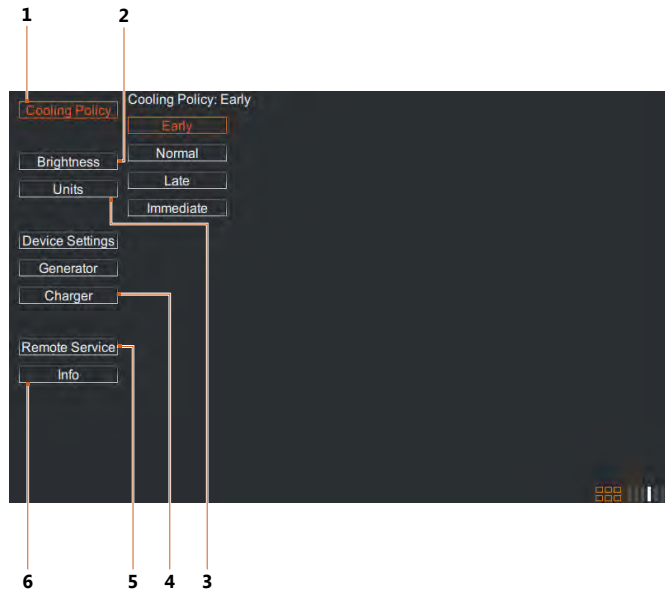 1 2
Cooling Policy
Cooling Policy: Early
Early
Normal
Late
Immediate
Brightness
Units
Device Settings
Generator
Charger
Remote Service
Info
6 5 4 3